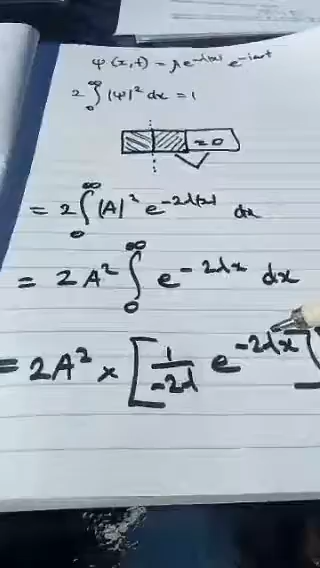 ψ(x,t) = Ae^-λ|x| e^-iωt
2 ∫₀^∞ |ψ|² dx = 1
= 0
= 2 ∫₀^∞ |A|² e^-2λ|x| dx
= 2A² ∫₀^∞ e^-2λx dx
= 2A² × [ 1/-2λ e^-2λx ]